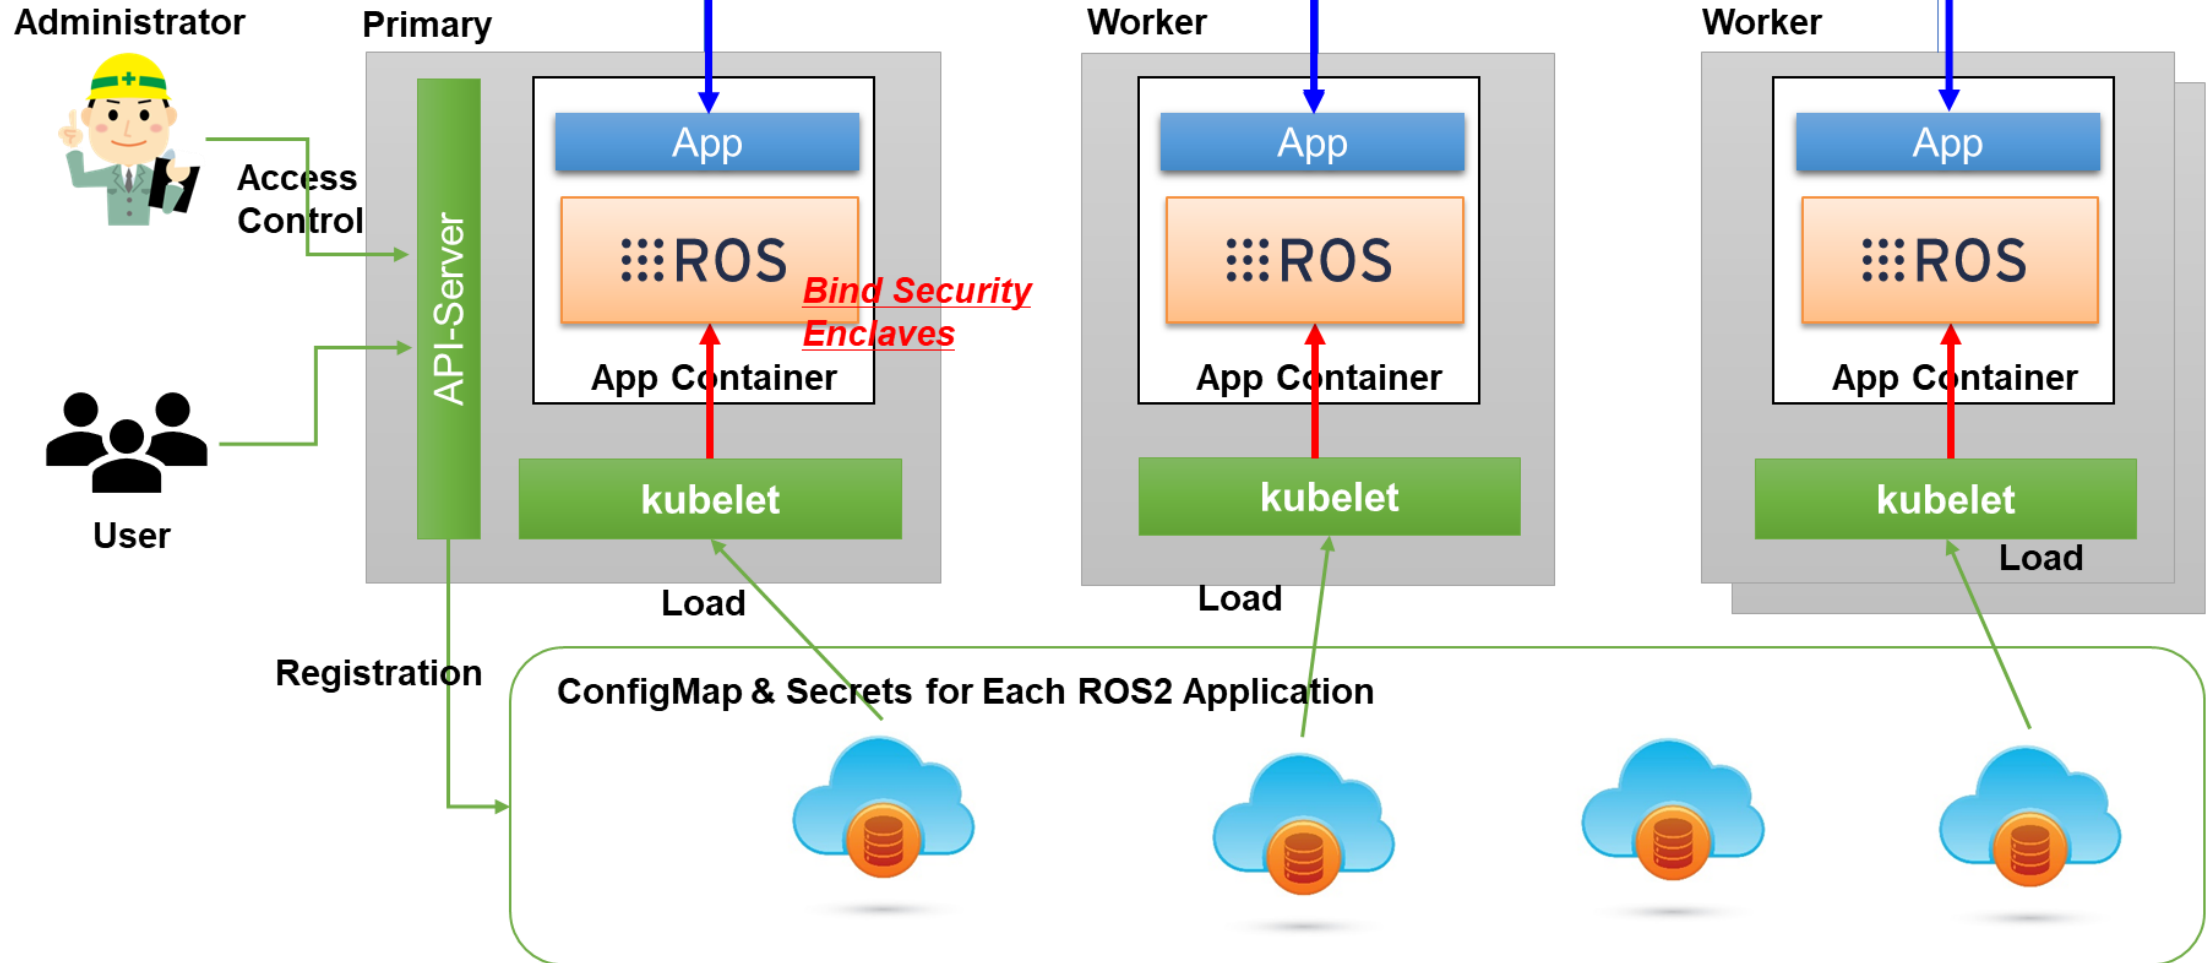 Administrator
Primary
Worker
Worker
Access
Control
API-Server
App
ROS
Bind Security
Enclaves
App Container
kubelet
App
ROS
App Container
kubelet
App
ROS
App Container
kubelet
User
Load
Load
Load
Registration
ConfigMap & Secrets for Each ROS2 Application